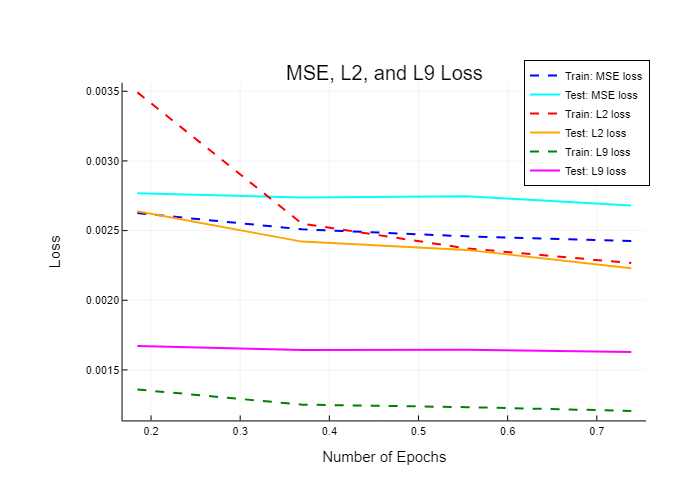 MSE, L2, and L9 Loss
Train: MSE loss
Test: MSE loss
Train: L2 loss
Test: L2 loss
Train: L9 loss
Test: L9 loss
Loss
0.0035
0.0030
0.0025
0.0020
0.0015
0.2 0.3 0.4 0.5 0.6 0.7
Number of Epochs